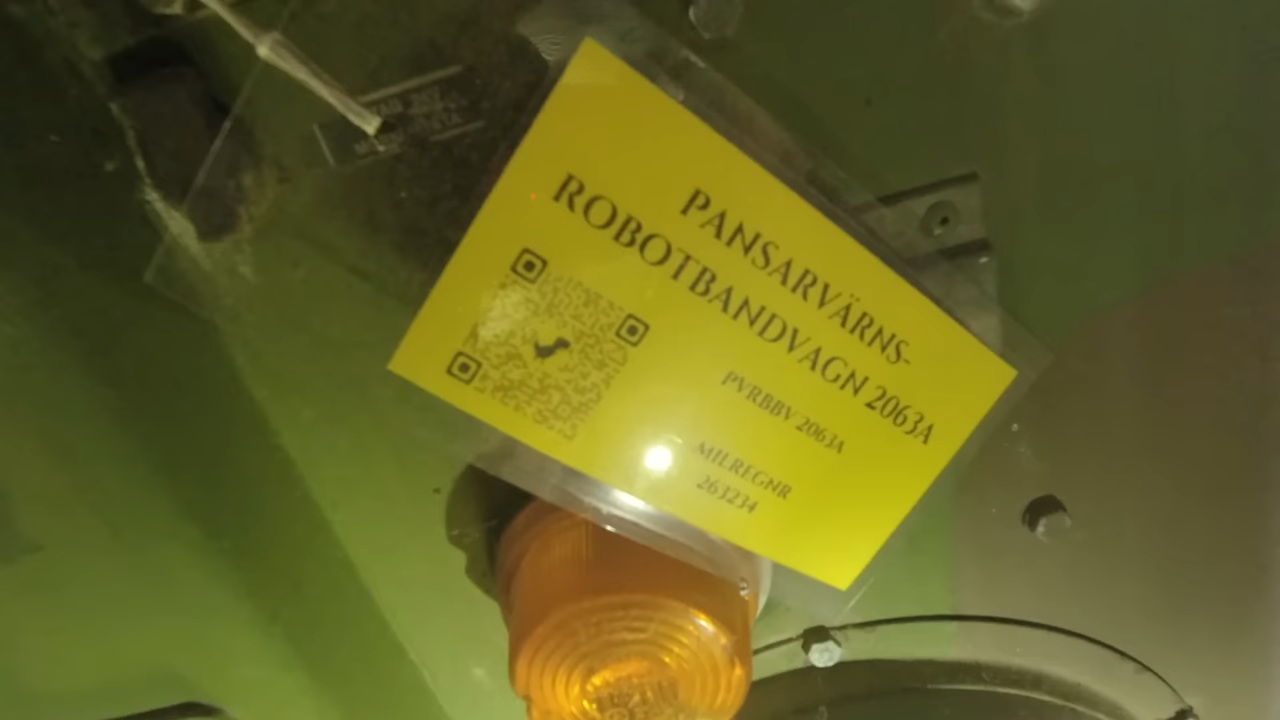 PANSARVÄRNS-
ROBOTBANDVAGN 2063A
PVRBBV 2063A
MILREGNR
263234